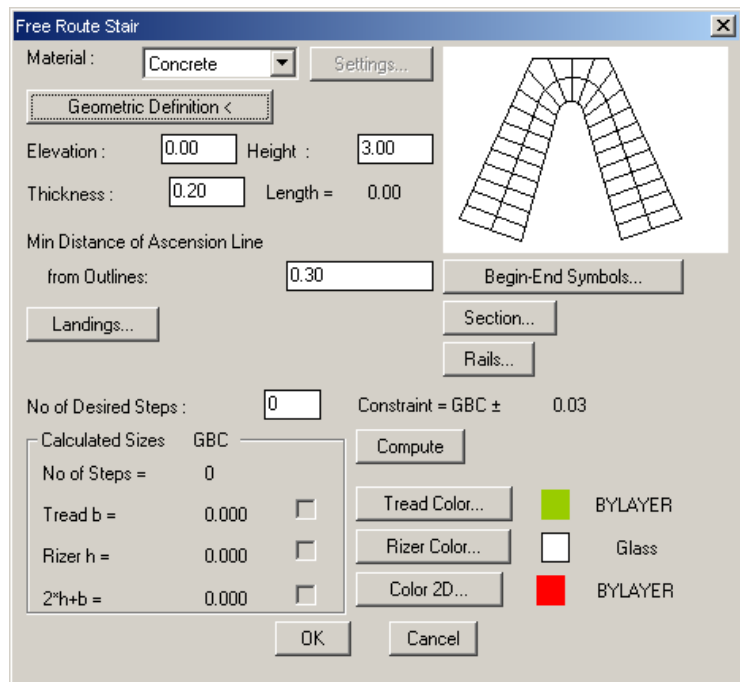 Free Route Stair
Material : Concrete Settings...
Geometric Definition <
Elevation : 0.00 Height : 3.00
Thickness : 0.20 Length = 0.00
Min Distance of Ascension Line
from Outlines: 0.30 Begin-End Symbols...
Landings... Section...
Rails...
No of Desired Steps : 0 Constraint = GBC ± 0.03
Calculated Sizes GBC Compute
No of Steps = 0
Tread b = 0.000 Tread Color... BYLAYER
Rizer h = 0.000 Rizer Color... Glass
2*h+b = 0.000 Color 2D... BYLAYER
OK Cancel